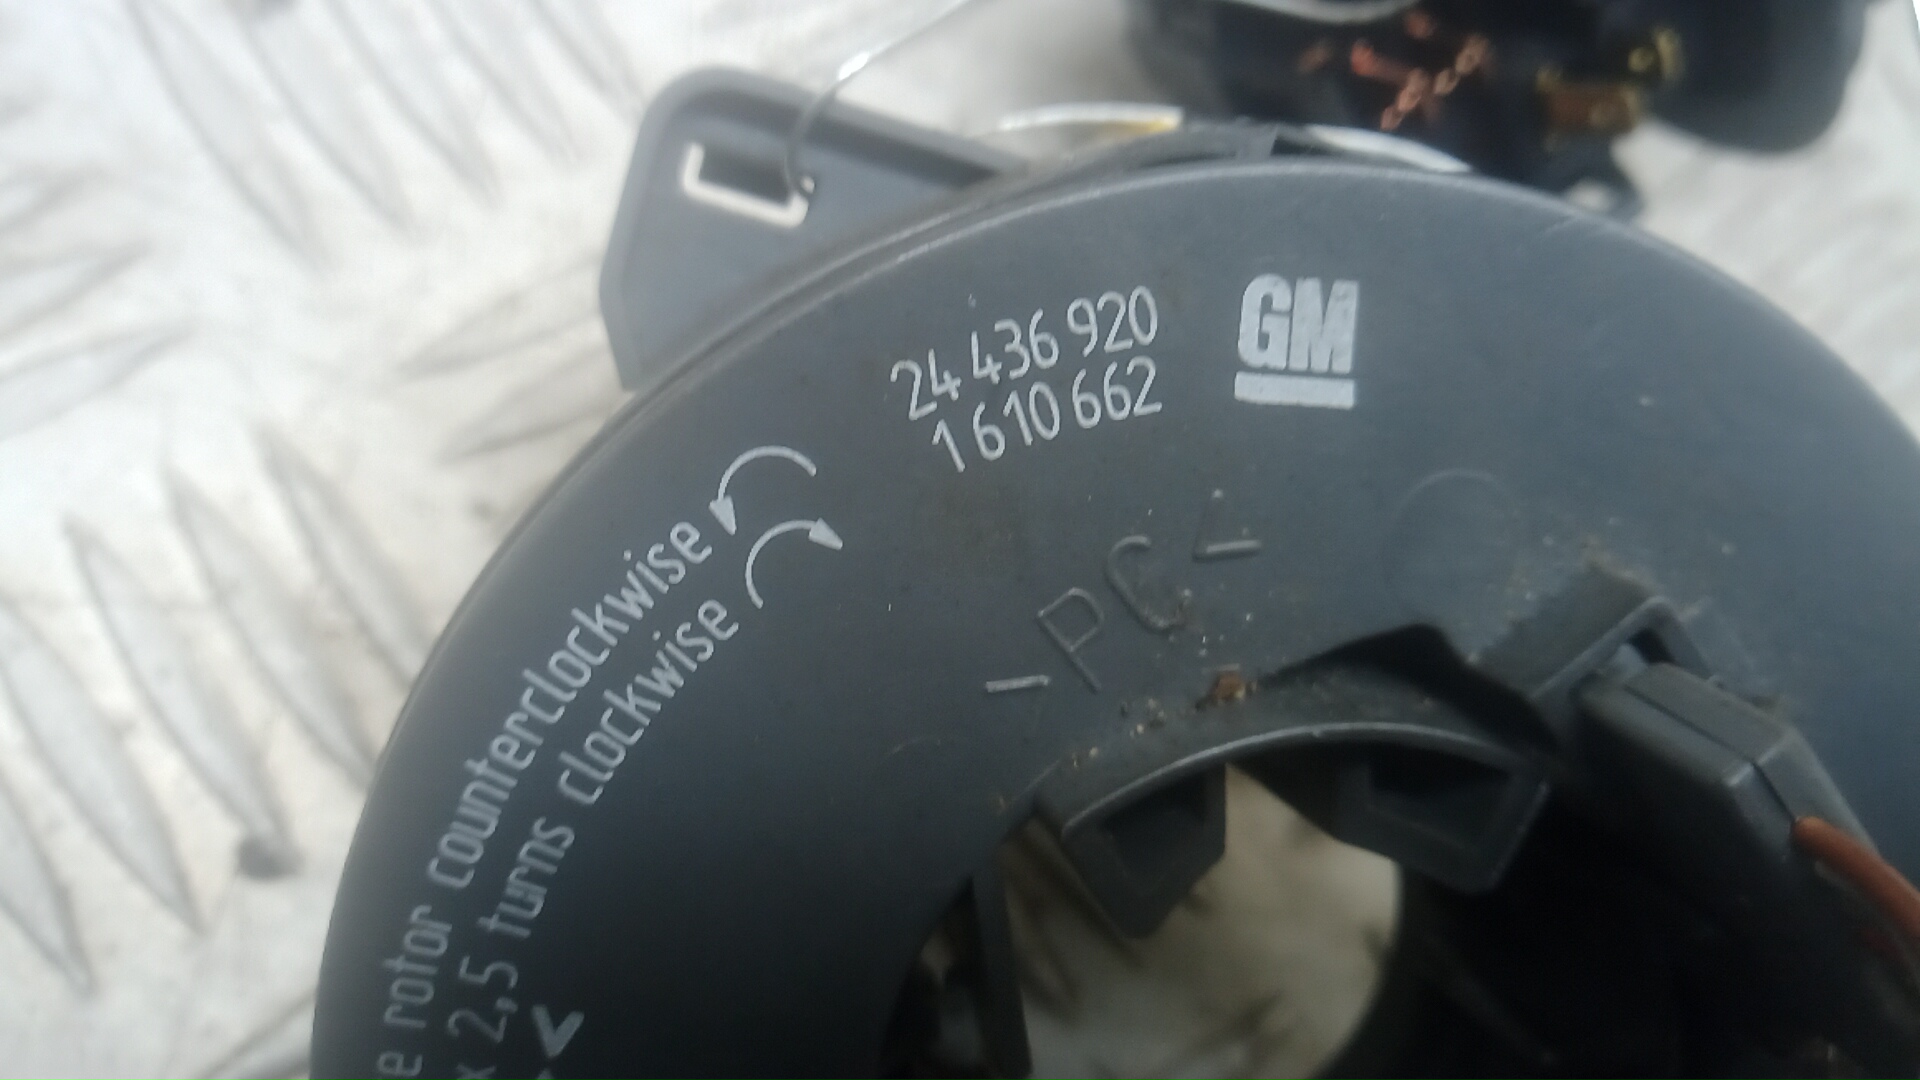 24 436 920
1 610 662
GM
>PC<
rotor counterclockwise
x 2,5 turns clockwise